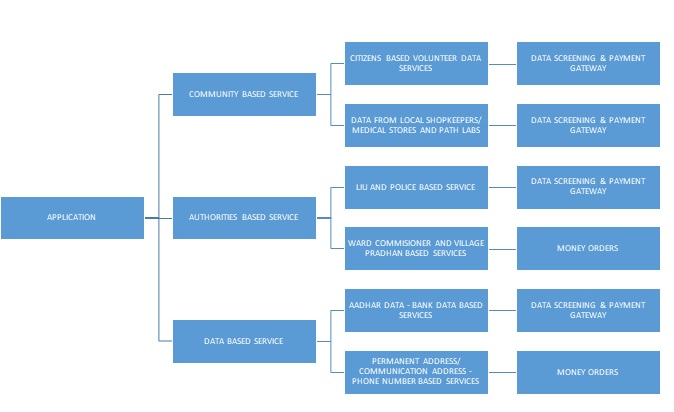 CITIZENS BASED VOLUNTEER DATA
SERVICES
DATA SCREENING & PAYMENT
GATEWAY
COMMUNITY BASED SERVICE
DATA FROM LOCAL SHOPKEEPERS/
MEDICAL STORES AND PATH LABS
DATA SCREENING & PAYMENT
GATEWAY
APPLICATION
AUTHORITIES BASED SERVICE
LIU AND POLICE BASED SERVICE
DATA SCREENING & PAYMENT
GATEWAY
WARD COMMISIONER AND VILLAGE
PRADHAN BASED SERVICES
MONEY ORDERS
DATA BASED SERVICE
AADHAR DATA - BANK DATA BASED
SERVICES
DATA SCREENING & PAYMENT
GATEWAY
PERMANENT ADDRESS/
COMMUNICATION ADDRESS -
PHONE NUMBER BASED SERVICES
MONEY ORDERS